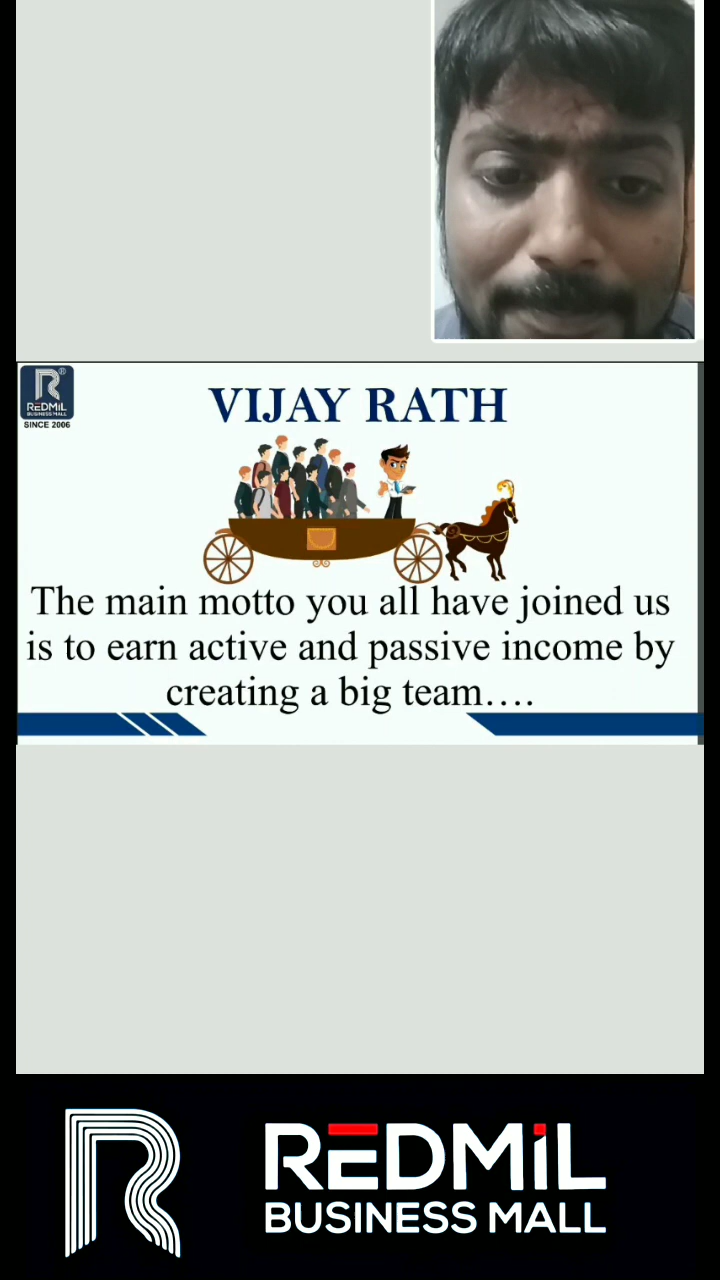 R®
REDMIL
BUSINESS MALL
SINCE 2006
VIJAY RATH
The main motto you all have joined us
is to earn active and passive income by
creating a big team....
R
REDMIL
BUSINESS MALL